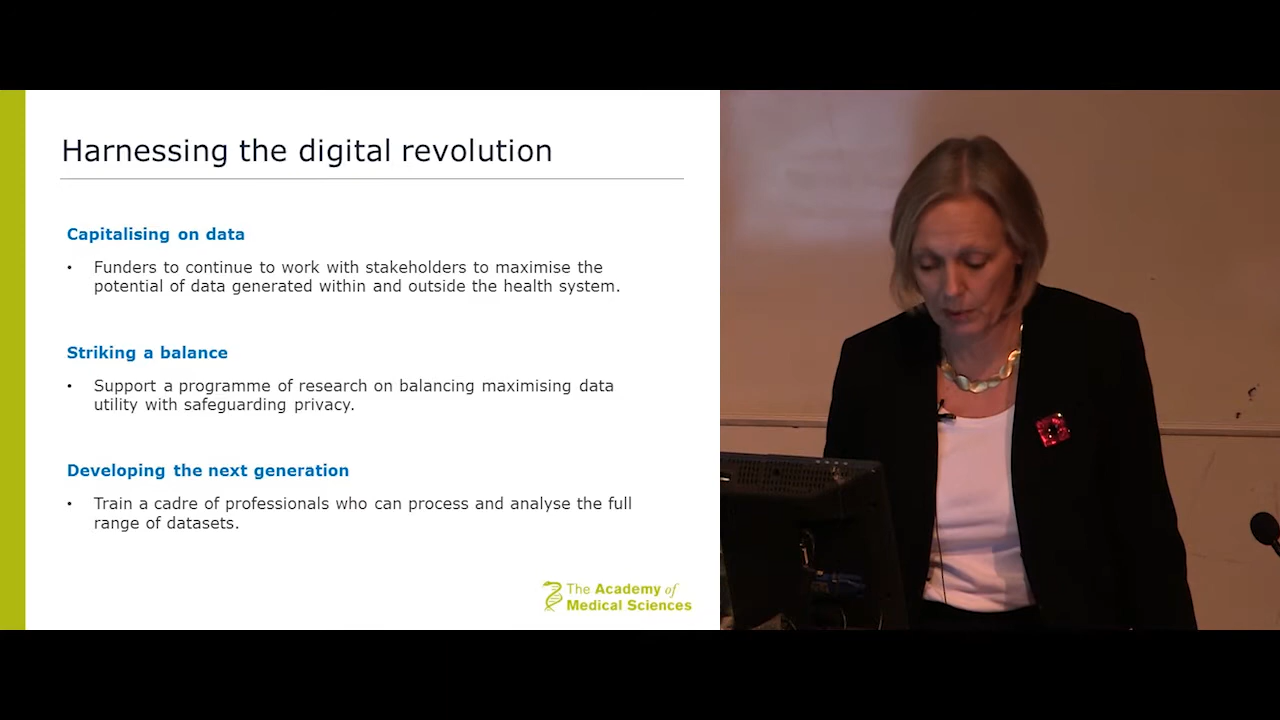 Harnessing the digital revolution
Capitalising on data
• Funders to continue to work with stakeholders to maximise the
potential of data generated within and outside the health system.
Striking a balance
• Support a programme of research on balancing maximising data
utility with safeguarding privacy.
Developing the next generation
• Train a cadre of professionals who can process and analyse the full
range of datasets.
The Academy of
Medical Sciences